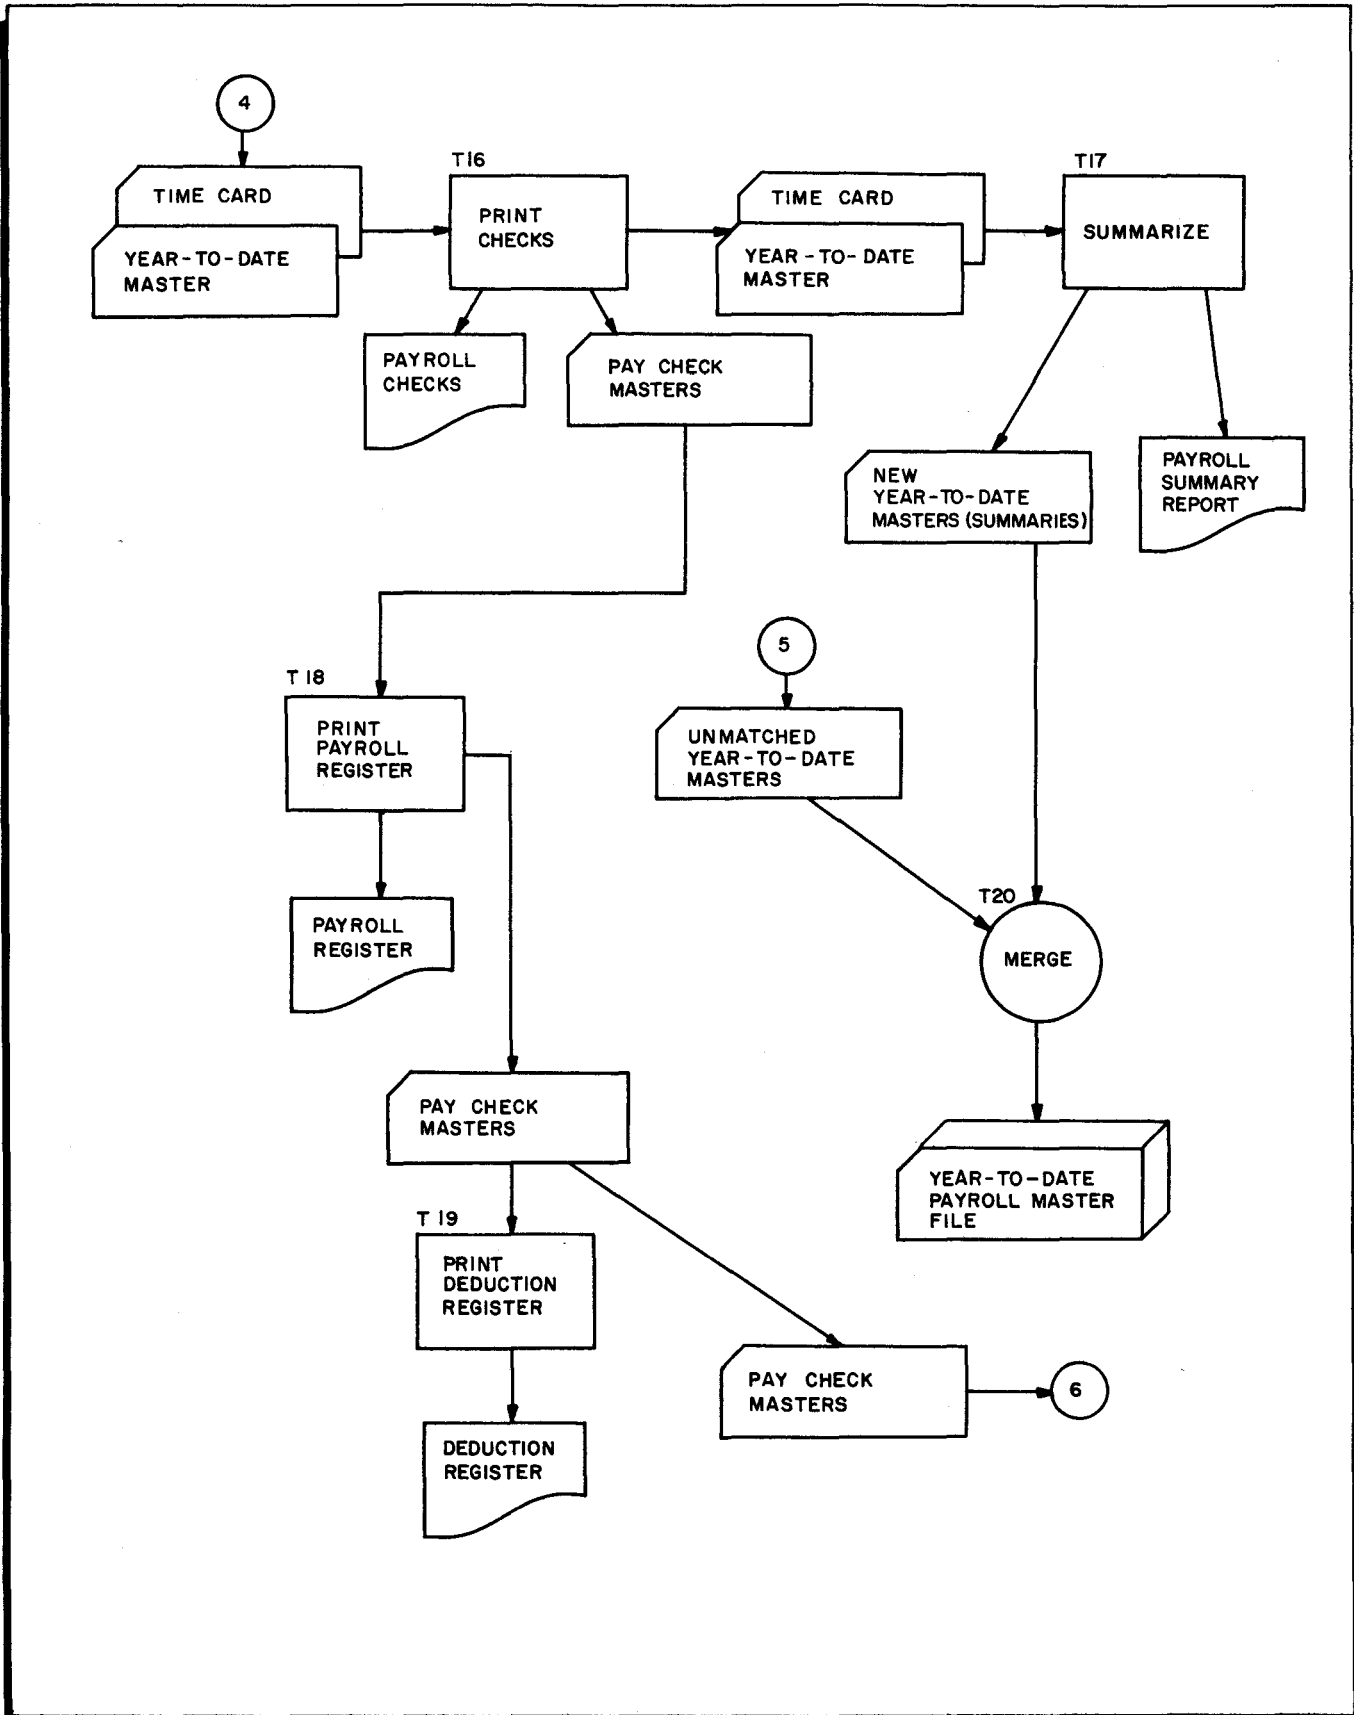 4
TIME CARD
YEAR-TO-DATE
MASTER
T16
PRINT
CHECKS
TIME CARD
YEAR-TO-DATE
MASTER
T17
SUMMARIZE
PAYROLL
CHECKS
PAY CHECK
MASTERS
NEW
YEAR-TO-DATE
MASTERS (SUMMARIES)
PAYROLL
SUMMARY
REPORT
5
UNMATCHED
YEAR-TO-DATE
MASTERS
T18
PRINT
PAYROLL
REGISTER
PAYROLL
REGISTER
T20
MERGE
PAY CHECK
MASTERS
YEAR-TO-DATE
PAYROLL MASTER
FILE
T19
PRINT
DEDUCTION
REGISTER
PAY CHECK
MASTERS
6
DEDUCTION
REGISTER